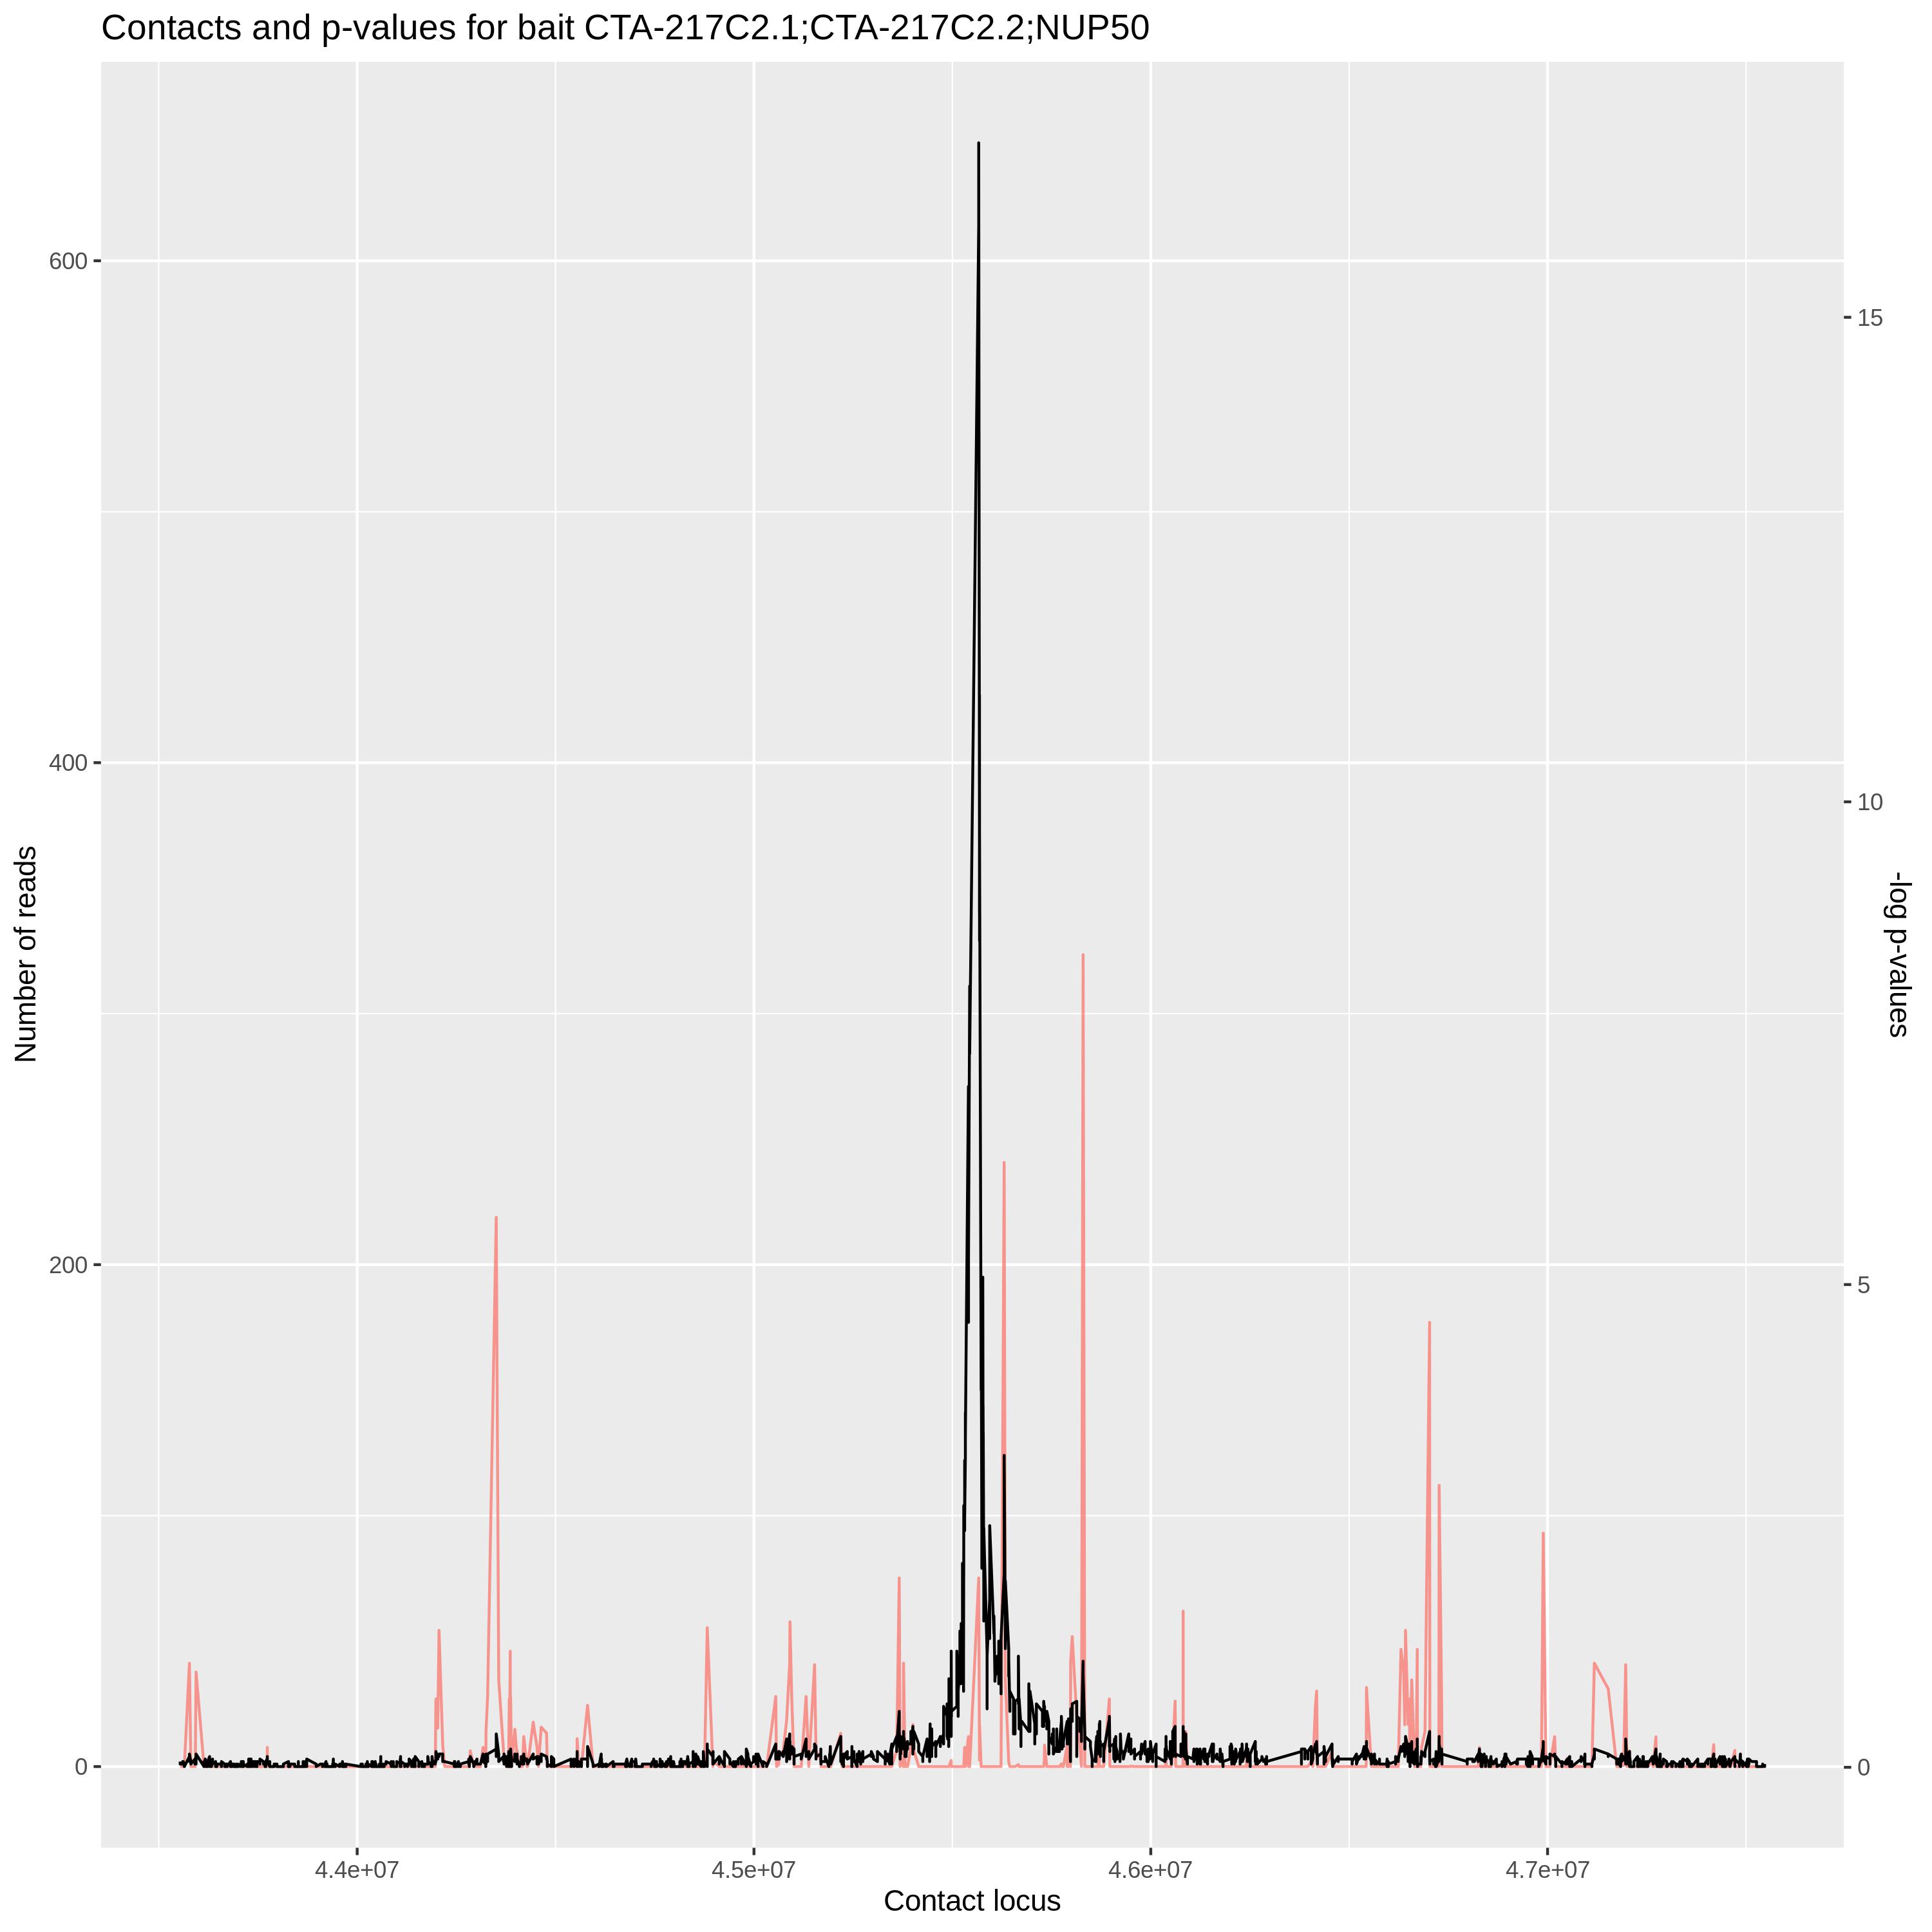 Contacts and p-values for bait CTA-217C2.1;CTA-217C2.2;NUP50
600
400
200
0
Number of reads
15
10
5
0
-log p-values
4.4e+07
4.5e+07
4.6e+07
4.7e+07
Contact locus